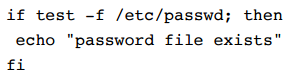 if test -f /etc/passwd; then
 echo "password file exists"
fi